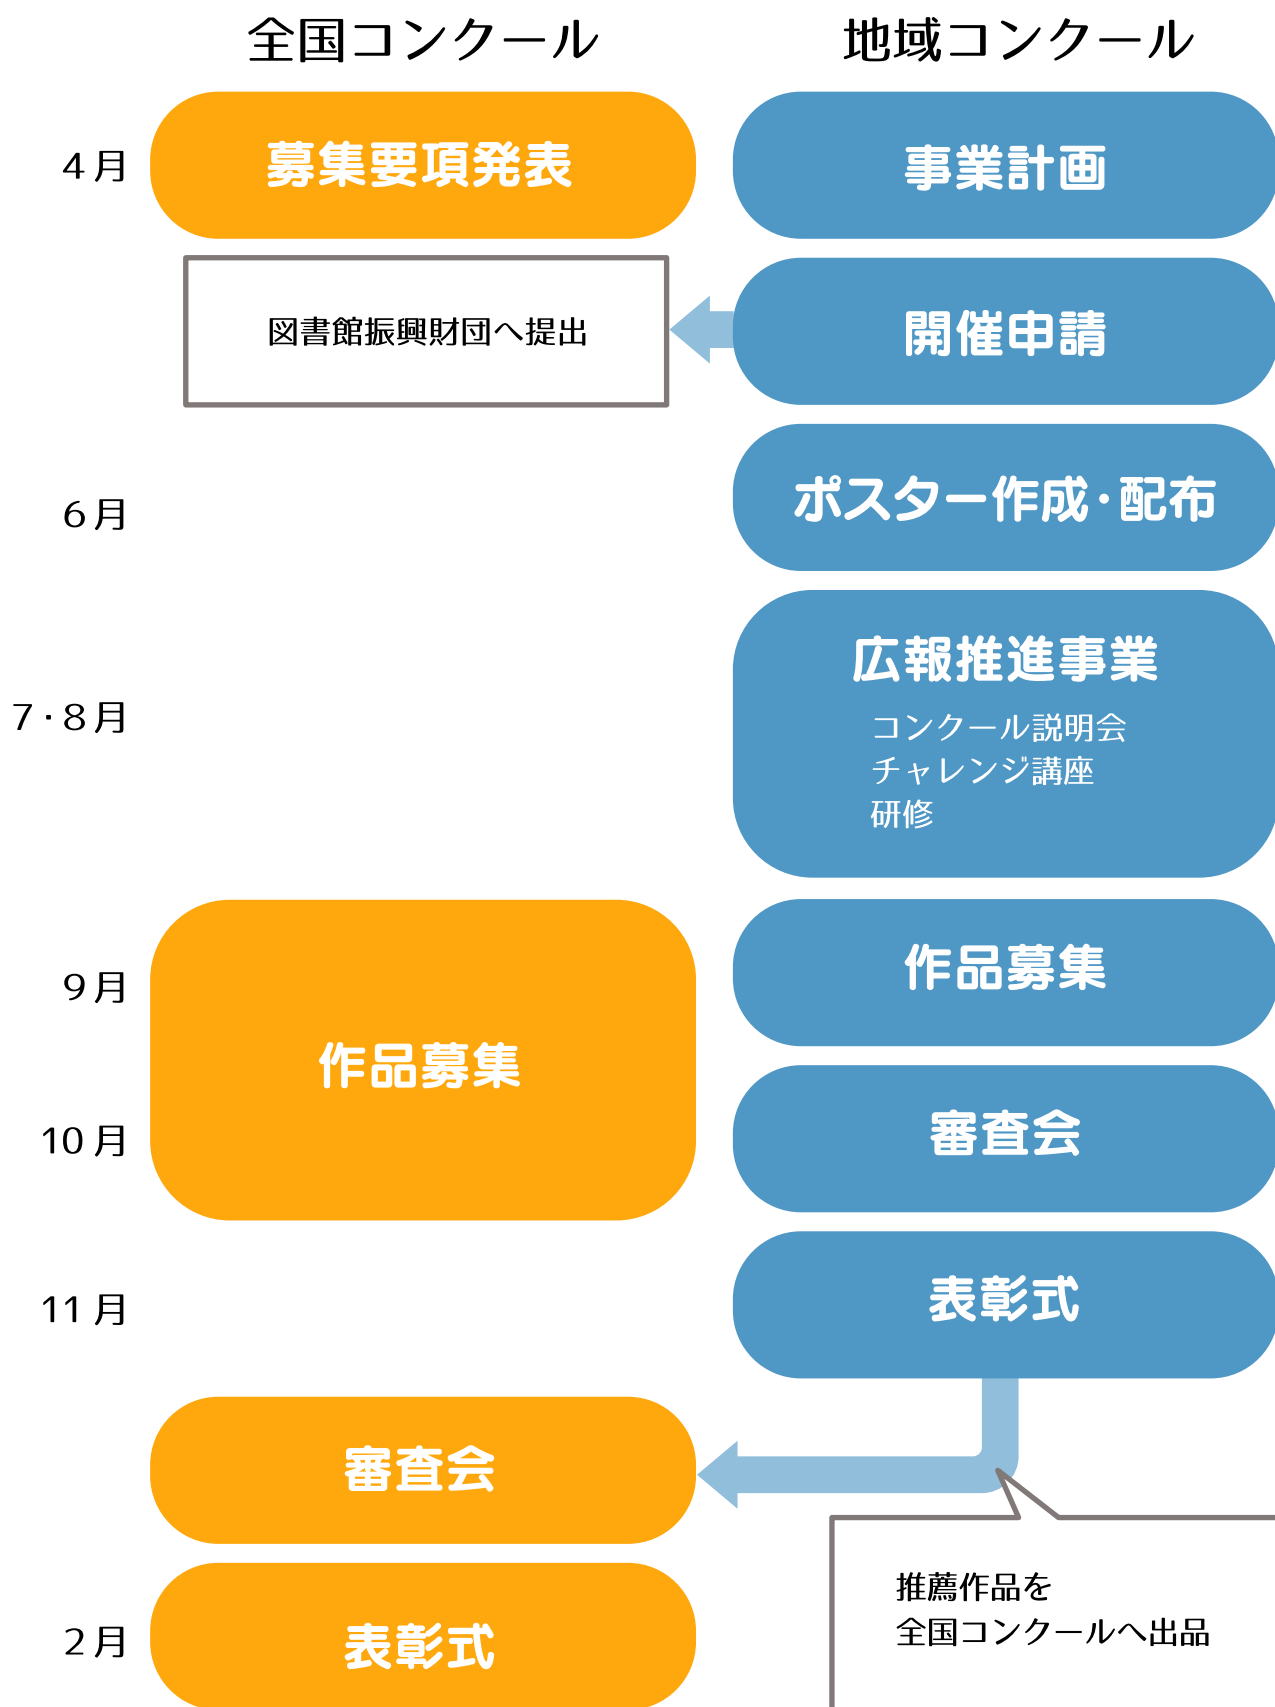 全国コンクール
地域コンクール
4月
募集要項発表
事業計画
図書館振興財団へ提出
開催申請
6月
ポスター作成・配布
7・8月
広報推進事業
コンクール説明会
チャレンジ講座
研修
9月
作品募集
作品募集
10月
審査会
11月
表彰式
審査会
推薦作品を
全国コンクールへ出品
2月
表彰式